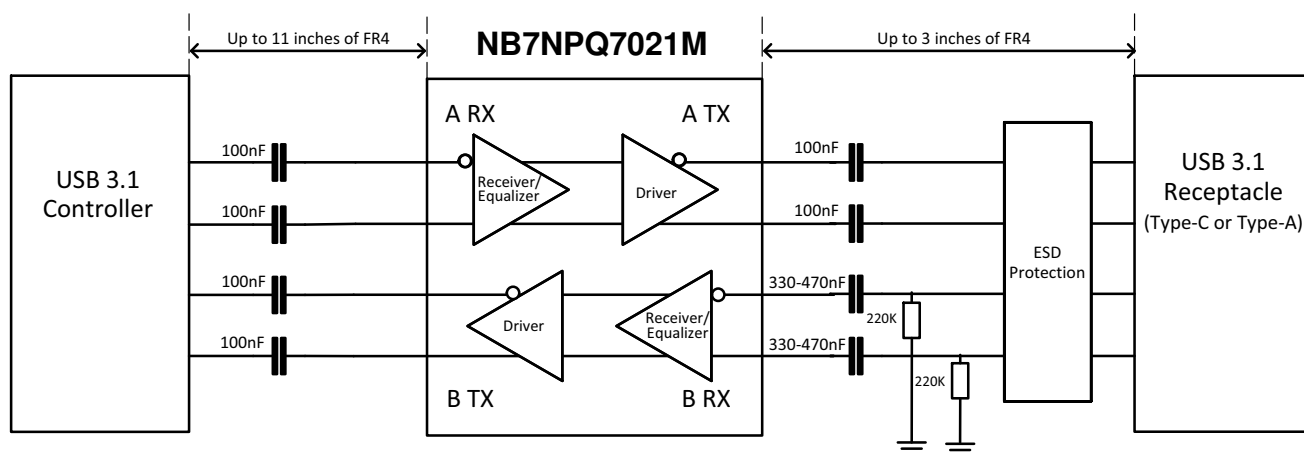 Up to 11 inches of FR4
NB7NPQ7021M
Up to 3 inches of FR4
USB 3.1
Controller
100nF
100nF
100nF
100nF
A RX
A TX
Receiver/
Equalizer
Driver
Driver
Receiver/
Equalizer
B TX
B RX
100nF
100nF
330-470nF
330-470nF
220K
220K
ESD
Protection
USB 3.1
Receptacle
(Type-C or Type-A)